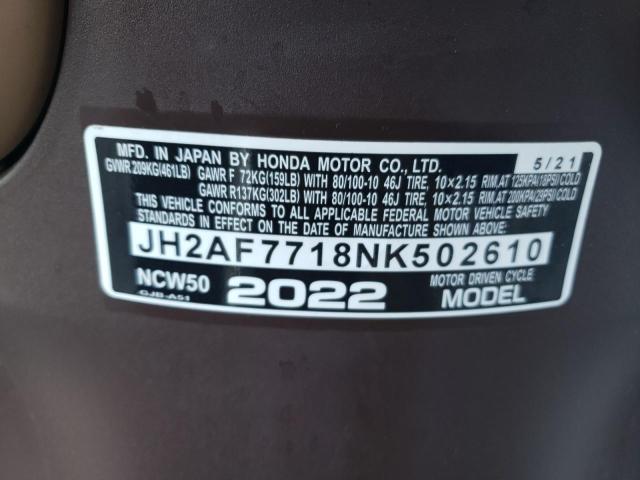 MFD. IN JAPAN BY HONDA MOTOR CO., LTD. 5/21
GVWR.209KG(461LB) GAWR F 72KG(159LB) WITH 80/100-10 46J TIRE, 10×2.15 RIM,AT 125KPA(18PSI)COLD
GAWR R137KG(302LB) WITH 80/100-10 46J TIRE, 10×2.15 RIM,AT 200KPA(29PSI)COLD
THIS VEHICLE CONFORMS TO ALL APPLICABLE FEDERAL MOTOR VEHICLE SAFETY
STANDARDS IN EFFECT ON THE DATE OF MANUFACTURE SHOWN ABOVE.
JH2AF7718NK502610
NCW50 2022 MOTOR DRIVEN CYCLE
GJB-A51 MODEL